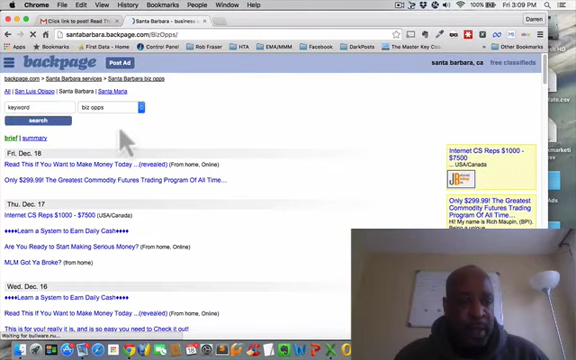 Chrome File Edit View History Bookmarks People Window Help 100% Fri 3:09 PM
Click link to post! Read Th
Santa Barbara - business o
Darren
santabarbara.backpage.com/BizOpps/
Apps Bookmarks First Data - Home Control Panel Rob Fraser HTA EMA/MMM Backpages Facebook DarkPosts The Master Key Other Bookmarks
backpage Post Ad santa barbara, ca free classifieds
backpage.com > Santa Barbara services > Santa Barbara biz opps
All | San Luis Obispo | Santa Barbara | Santa Maria
keyword biz opps
search
brief | summary
Fri. Dec. 18
Read This If You Want to Make Money Today ...(revealed) (From home, Online)
Only $299.99! The Greatest Commodity Futures Trading Program Of All Time...
Thu. Dec. 17
Internet CS Reps $1000 - $7500 (USA/Canada)
♦♦♦♦Learn a System to Earn Daily Cash♦♦♦♦
Are You Ready to Start Making Serious Money? (From home, Online)
MLM Got Ya Broke? (from home)
Wed. Dec. 16
♦♦♦♦Learn a System to Earn Daily Cash♦♦♦♦
Read This If You Want to Make Money Today ...(revealed) (From home, Online)
This is for you! really it is, and is so easy you need to Check it out!
Internet CS Reps $1000 -
$7500
... USA/Canada
Only $299.99! The Greatest
Commodity Futures Trading
Program Of All Time...
Hi! My name is Rich Maupin, (BPI).